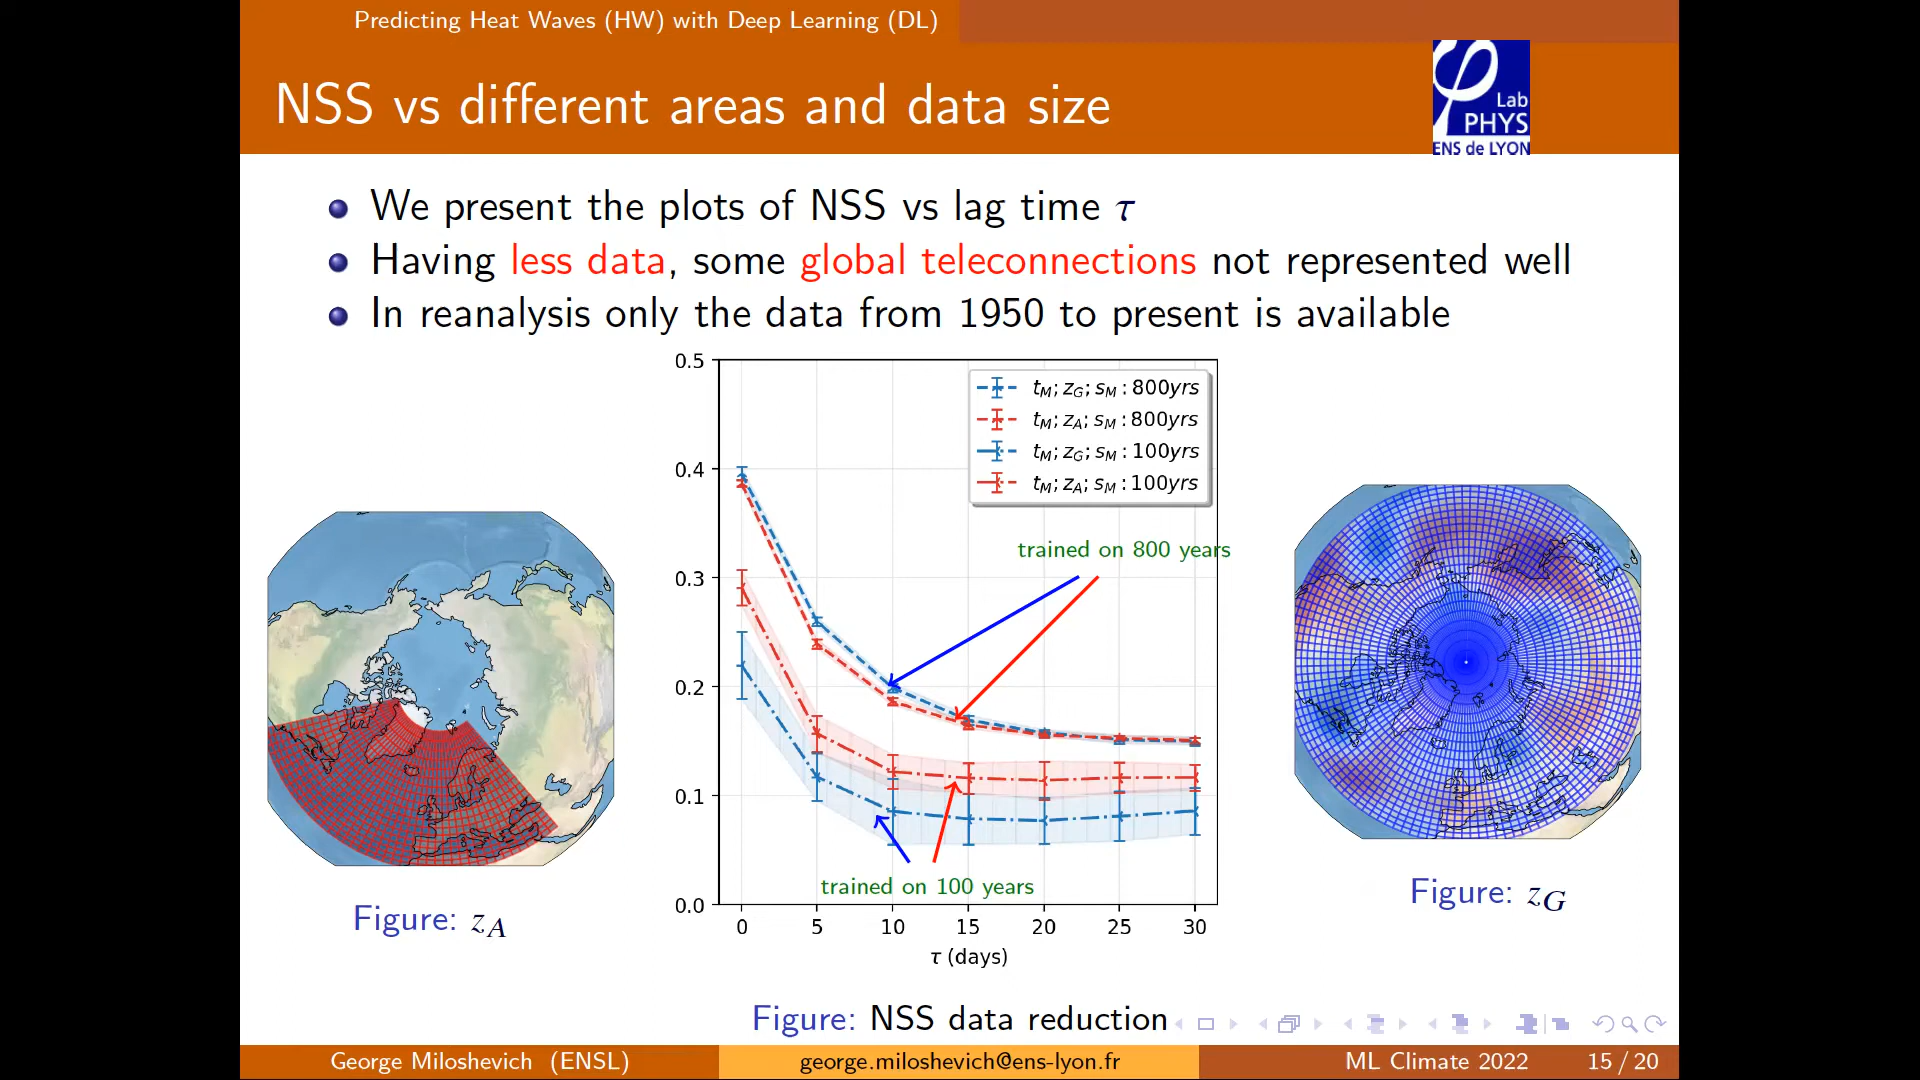 Predicting Heat Waves (HW) with Deep Learning (DL)
NSS vs different areas and data size
Lab
PHYS
ENS de LYON
We present the plots of NSS vs lag time τ
Having less data, some global teleconnections not represented well
In reanalysis only the data from 1950 to present is available
0.5
0.4
0.3
0.2
0.1
0.0
t_M; z_G; s_M : 800yrs
t_M; z_A; s_M : 800yrs
t_M; z_G; s_M : 100yrs
t_M; z_A; s_M : 100yrs
trained on 800 years
trained on 100 years
0 5 10 15 20 25 30
τ (days)
Figure: z_A
Figure: z_G
Figure: NSS data reduction
George Miloshevich (ENSL)
george.miloshevich@ens-lyon.fr
ML Climate 2022
15 / 20